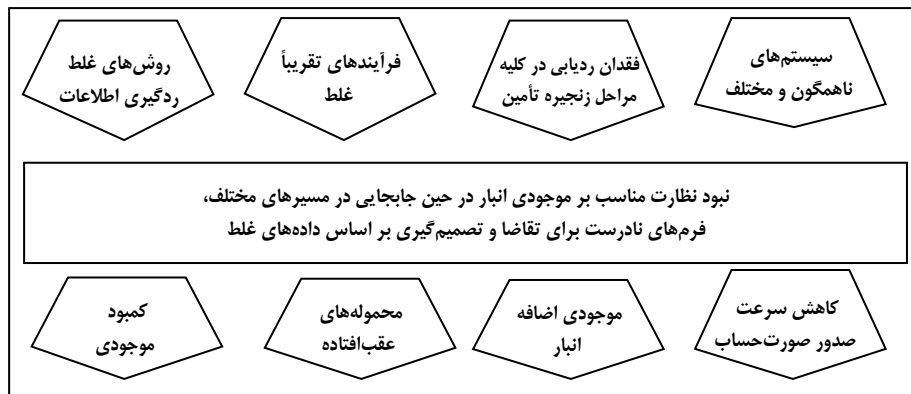 سیستم‌های
ناهمگون و مختلف
فقدان ردیابی در کلیه
مراحل زنجیره تأمین
فرآیندهای تقریباً
غلط
روش‌های غلط
ردگیری اطلاعات
نبود نظارت مناسب بر موجودی انبار در حین جابجایی در مسیرهای مختلف،
فرم‌های نادرست برای تقاضا و تصمیم‌گیری بر اساس داده‌های غلط
کاهش سرعت
صدور صورت‌حساب
موجودی اضافه
انبار
محموله‌های
عقب‌افتاده
کمبود
موجودی